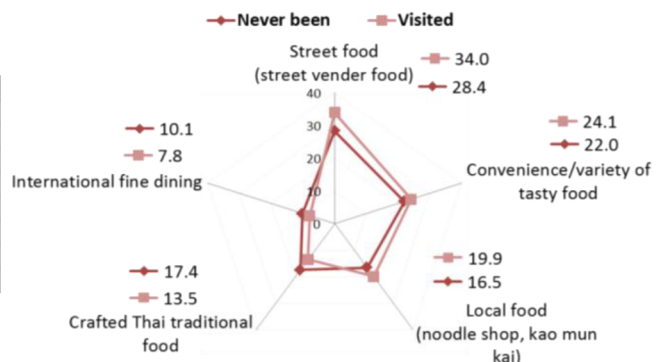 Never been
Visited
Street food
(street vender food)
34.0
28.4
40
30
20
10
0
24.1
22.0
Convenience/variety of
tasty food
10.1
7.8
International fine dining
19.9
16.5
Local food
(noodle shop, kao mun
kai)
17.4
13.5
Crafted Thai traditional
food